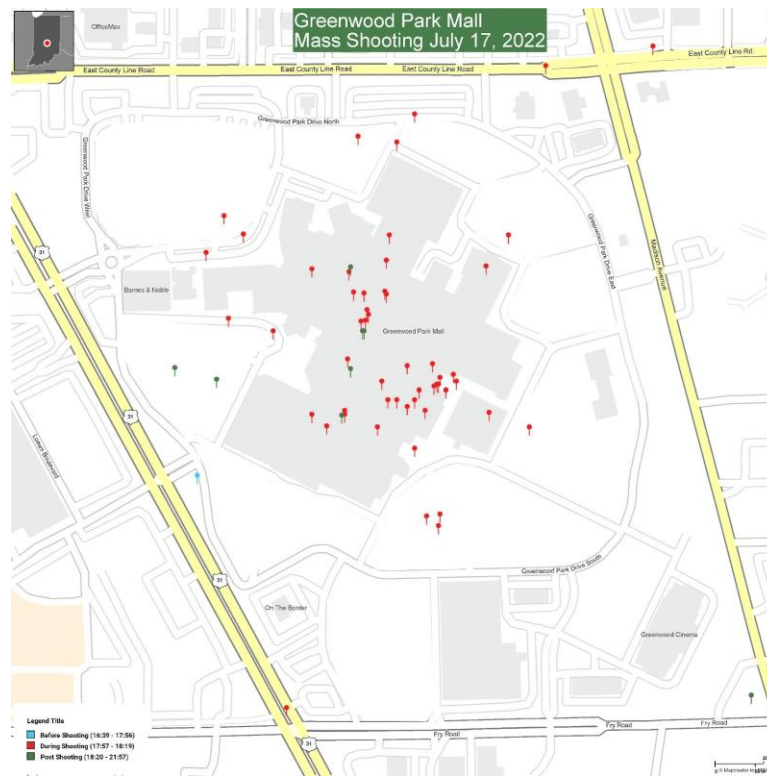 Greenwood Park Mall
Mass Shooting July 17, 2022
OfficeMax
East County Line Rd.
East County Line Road
East County Line Road
East County Line Road
Greenwood Park Drive North
Greenwood Park Drive West
31
Greenwood Park Drive East
Madison Avenue
Barnes & Noble
Greenwood Park Mall
31
Lomus Boulevard
31
Greenwood Park Drive South
On The Border
Greenwood Cinema
Legend Title
Before Shooting (16:39 - 17:56)
During Shooting (17:57 - 18:19)
Post Shooting (18:20 - 21:57)
31
Fry Road
Fry Road
Fry Road